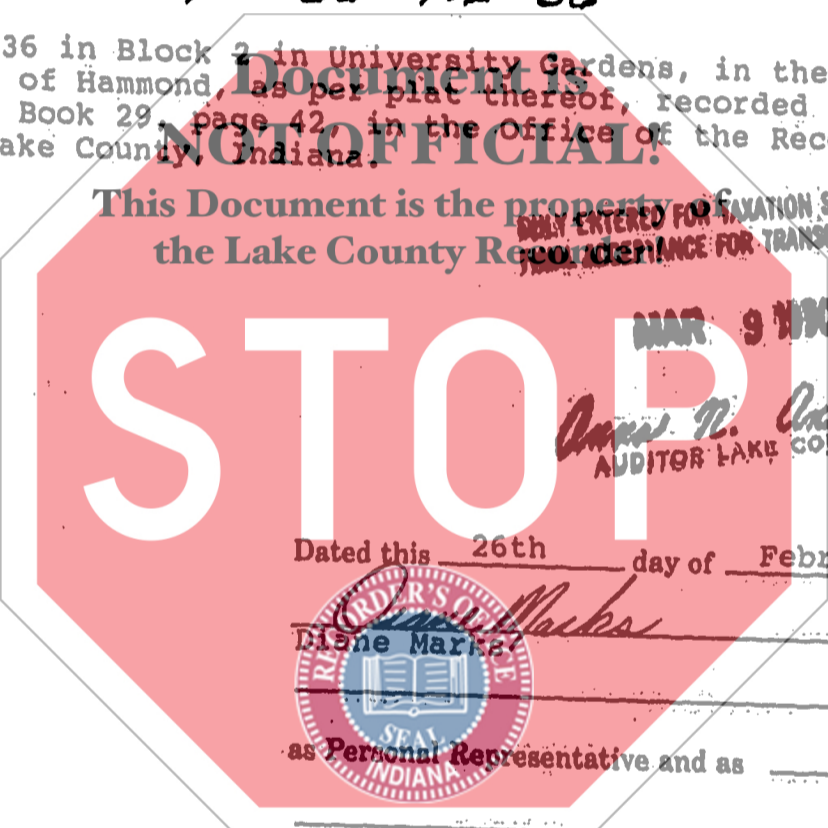 36 in Block 2 in University Gardens, in the
of Hammond, as per plat thereof, recorded
Book 29, page 42, in the Office of the Rec
ake County, Indiana.
Document is
NOT OFFICIAL!
This Document is the property of
the Lake County Recorder!
DULY ENTERED FOR TAXATION S
FINAL ACCEPTANCE FOR TRANS
MAR 9
STOP
Anna N. 
AUDITOR LAKE CO
Dated this 26th day of Febr
Diane Marks
Diane Marks
RECORDER'S OFFICE
SEAL
INDIANA
as Personal Representative and as